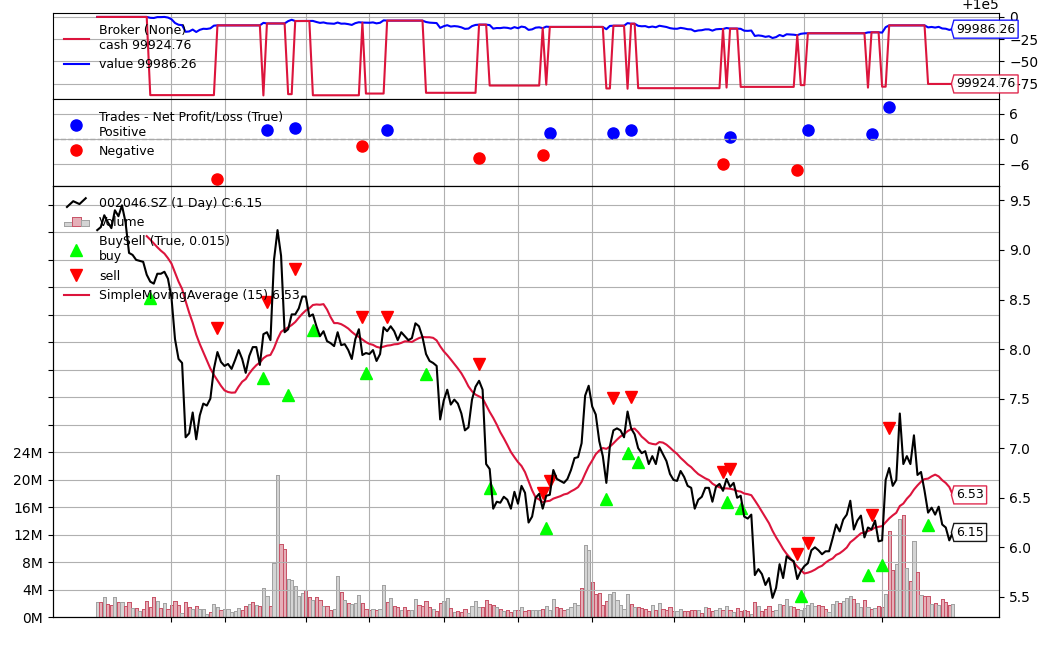 +1e5
Broker (None)
cash 99924.76
value 99986.26
0
−25
−50
−75
99986.26
99924.76
Trades - Net Profit/Loss (True)
Positive
Negative
6
0
−6
002046.SZ (1 Day) C:6.15
Volume
BuySell (True, 0.015)
buy
sell
SimpleMovingAverage (15) 6.53
9.5
9.0
8.5
8.0
7.5
7.0
6.5
6.0
5.5
6.53
6.15
24M
20M
16M
12M
8M
4M
0M